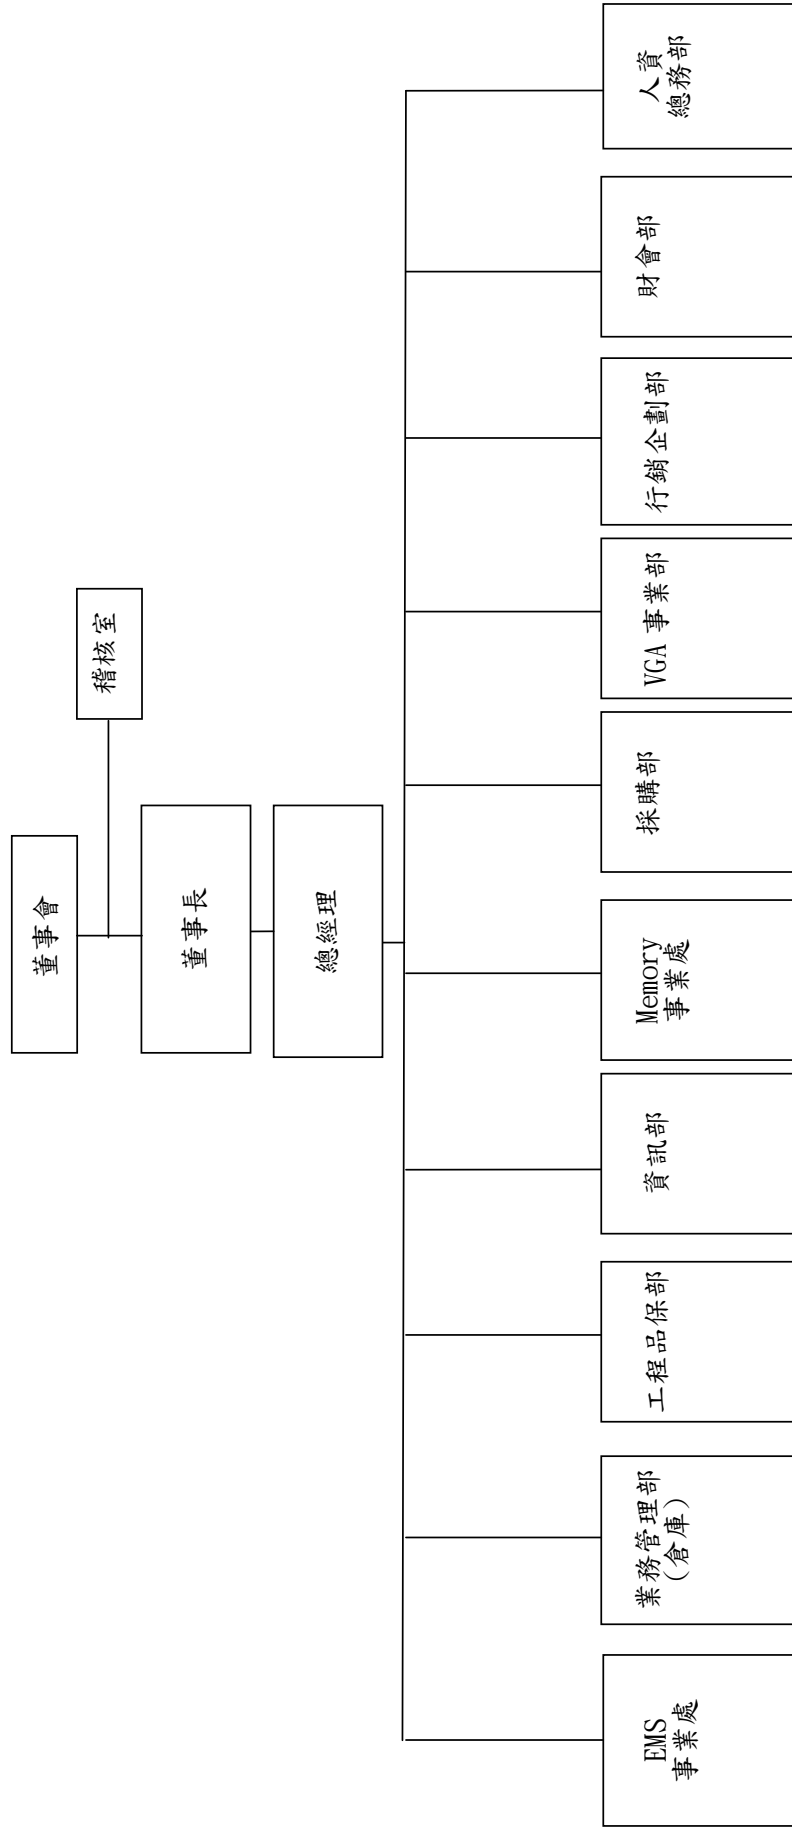 董事會
稽核室
董事長
總經理
EMS
事業處
業務管理部
(倉庫)
工程品保部
資訊部
Memory
事業處
採購部
VGA 事業部
行銷企劃部
財會部
人資
總務部